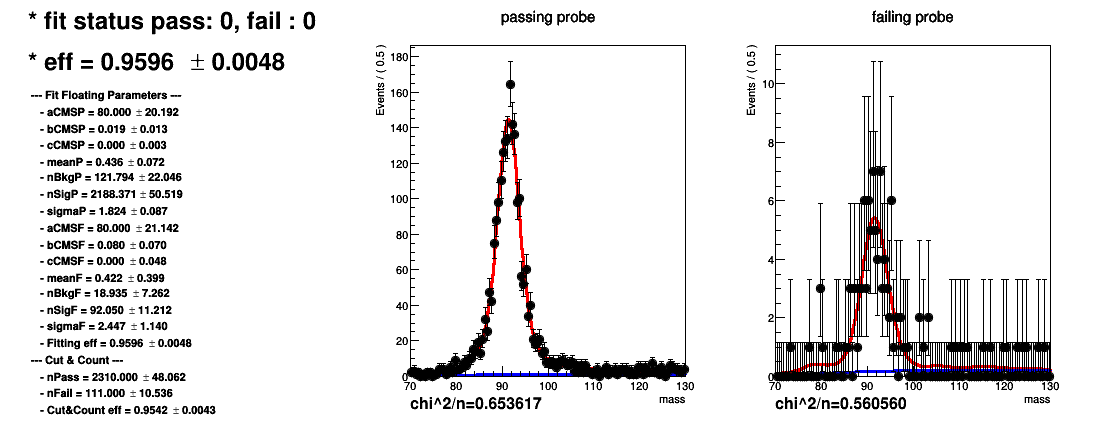 * fit status pass: 0, fail : 0
* eff = 0.9596 ± 0.0048
--- Fit Floating Parameters ---
- aCMSP = 80.000 ± 20.192
- bCMSP = 0.019 ± 0.013
- cCMSP = 0.000 ± 0.003
- meanP = 0.436 ± 0.072
- nBkgP = 121.794 ± 22.046
- nSigP = 2188.371 ± 50.519
- sigmaP = 1.824 ± 0.087
- aCMSF = 80.000 ± 21.142
- bCMSF = 0.080 ± 0.070
- cCMSF = 0.000 ± 0.048
- meanF = 0.422 ± 0.399
- nBkgF = 18.935 ± 7.262
- nSigF = 92.050 ± 11.212
- sigmaF = 2.447 ± 1.140
- Fitting eff = 0.9596 ± 0.0048
--- Cut & Count ---
- nPass = 2310.000 ± 48.062
- nFail = 111.000 ± 10.536
- Cut&Count eff = 0.9542 ± 0.0043
passing probe
Events / ( 0.5 )
180
160
140
120
100
80
60
40
20
0
70 80 90 100 110 120 130
mass
chi^2/n=0.653617
failing probe
Events / ( 0.5 )
10
8
6
4
2
0
70 80 90 100 110 120 130
mass
chi^2/n=0.560560